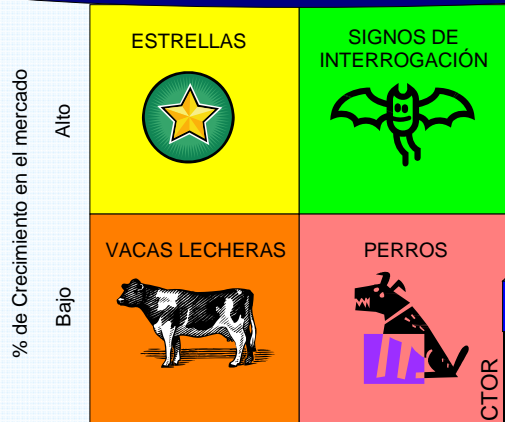 % de Crecimiento en el mercado
Alto
Bajo
ESTRELLAS
SIGNOS DE
INTERROGACIÓN
VACAS LECHERAS
PERROS
CTOR